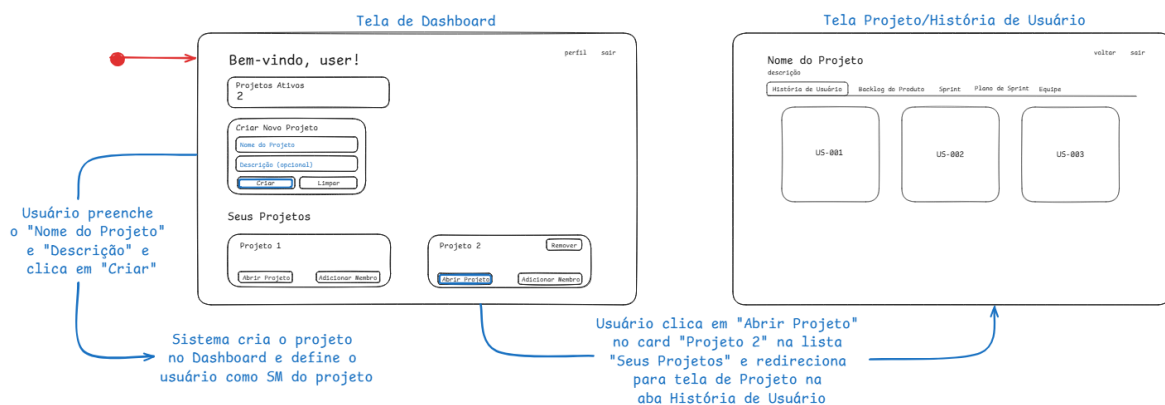 Tela de Dashboard
Bem-vindo, user!
perfil sair
Projetos Ativos
2
Criar Novo Projeto
Nome do Projeto
Descrição (opcional)
Criar Limpar
Seus Projetos
Projeto 1
Abrir Projeto Adicionar Membro
Projeto 2 Remover
Abrir Projeto Adicionar Membro
Usuário preenche
o "Nome do Projeto"
e "Descrição" e
clica em "Criar"
Sistema cria o projeto
no Dashboard e define o
usuário como SM do projeto
Usuário clica em "Abrir Projeto"
no card "Projeto 2" na lista
"Seus Projetos" e redireciona
para tela de Projeto na
aba História de Usuário
Tela Projeto/História de Usuário
voltar sair
Nome do Projeto
descrição
História de Usuário Backlog do Produto Sprint Plano de Sprint Equipe
US-001 US-002 US-003